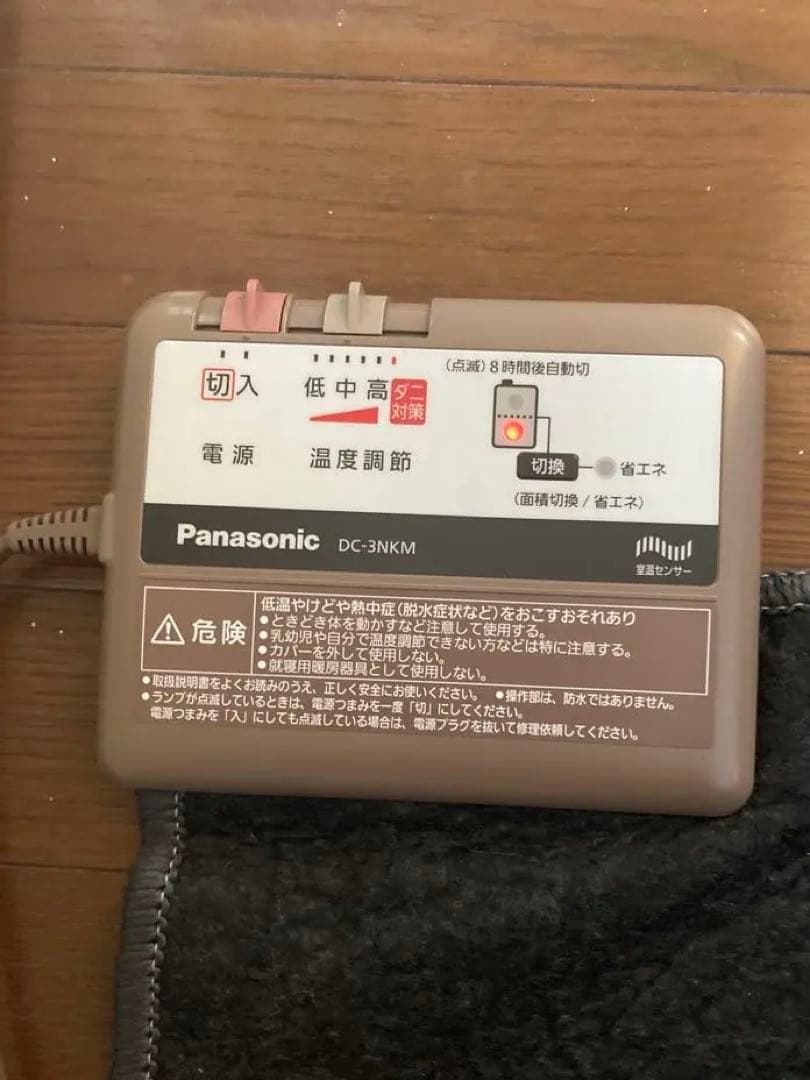 (点滅)8時間後自動切
切入
低中高
ダニ
対策
電源
温度調節
切換
省エネ
(面積切換/省エネ)
Panasonic DC-3NKM
室温センサー
危険
低温やけどや熱中症(脱水症状など)をおこすおそれあり
●ときどき体を動かすなど注意して使用する。
●乳幼児や自分で温度調節できない方などは特に注意する。
●カバーを外して使用しない。
●就寝用暖房器具として使用しない。
●取扱説明書をよくお読みのうえ、正しく安全にお使いください。 ●操作部は、防水ではありません。
●ランプが点滅しているときは、電源つまみを一度「切」にしてください。
電源つまみを「入」にしても点滅している場合は、電源プラグを抜いて修理依頼してください。